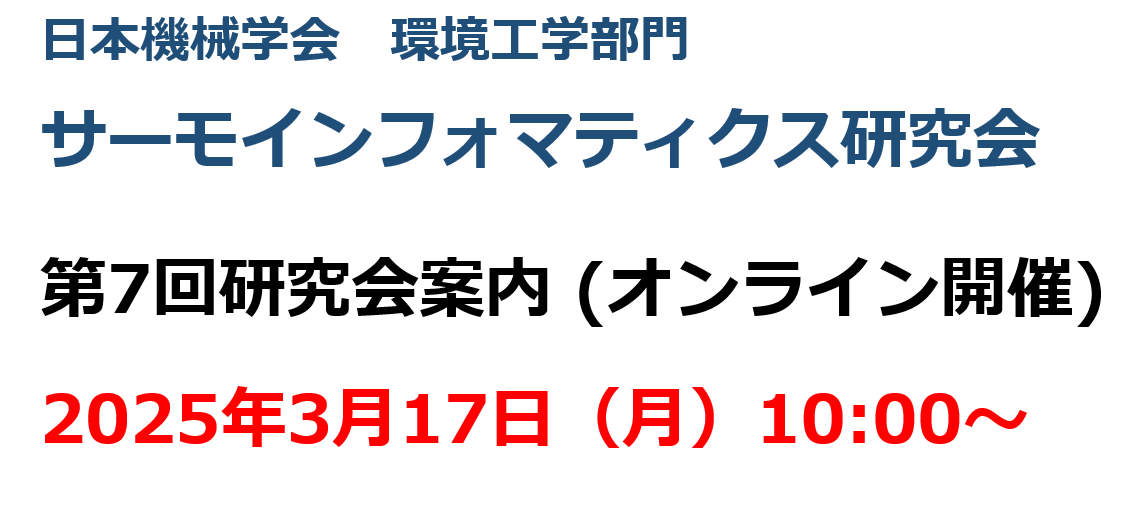 日本機械学会　環境工学部門
サーモインフォマティクス研究会
第7回研究会案内 (オンライン開催)
2025年3月17日（月）10:00～